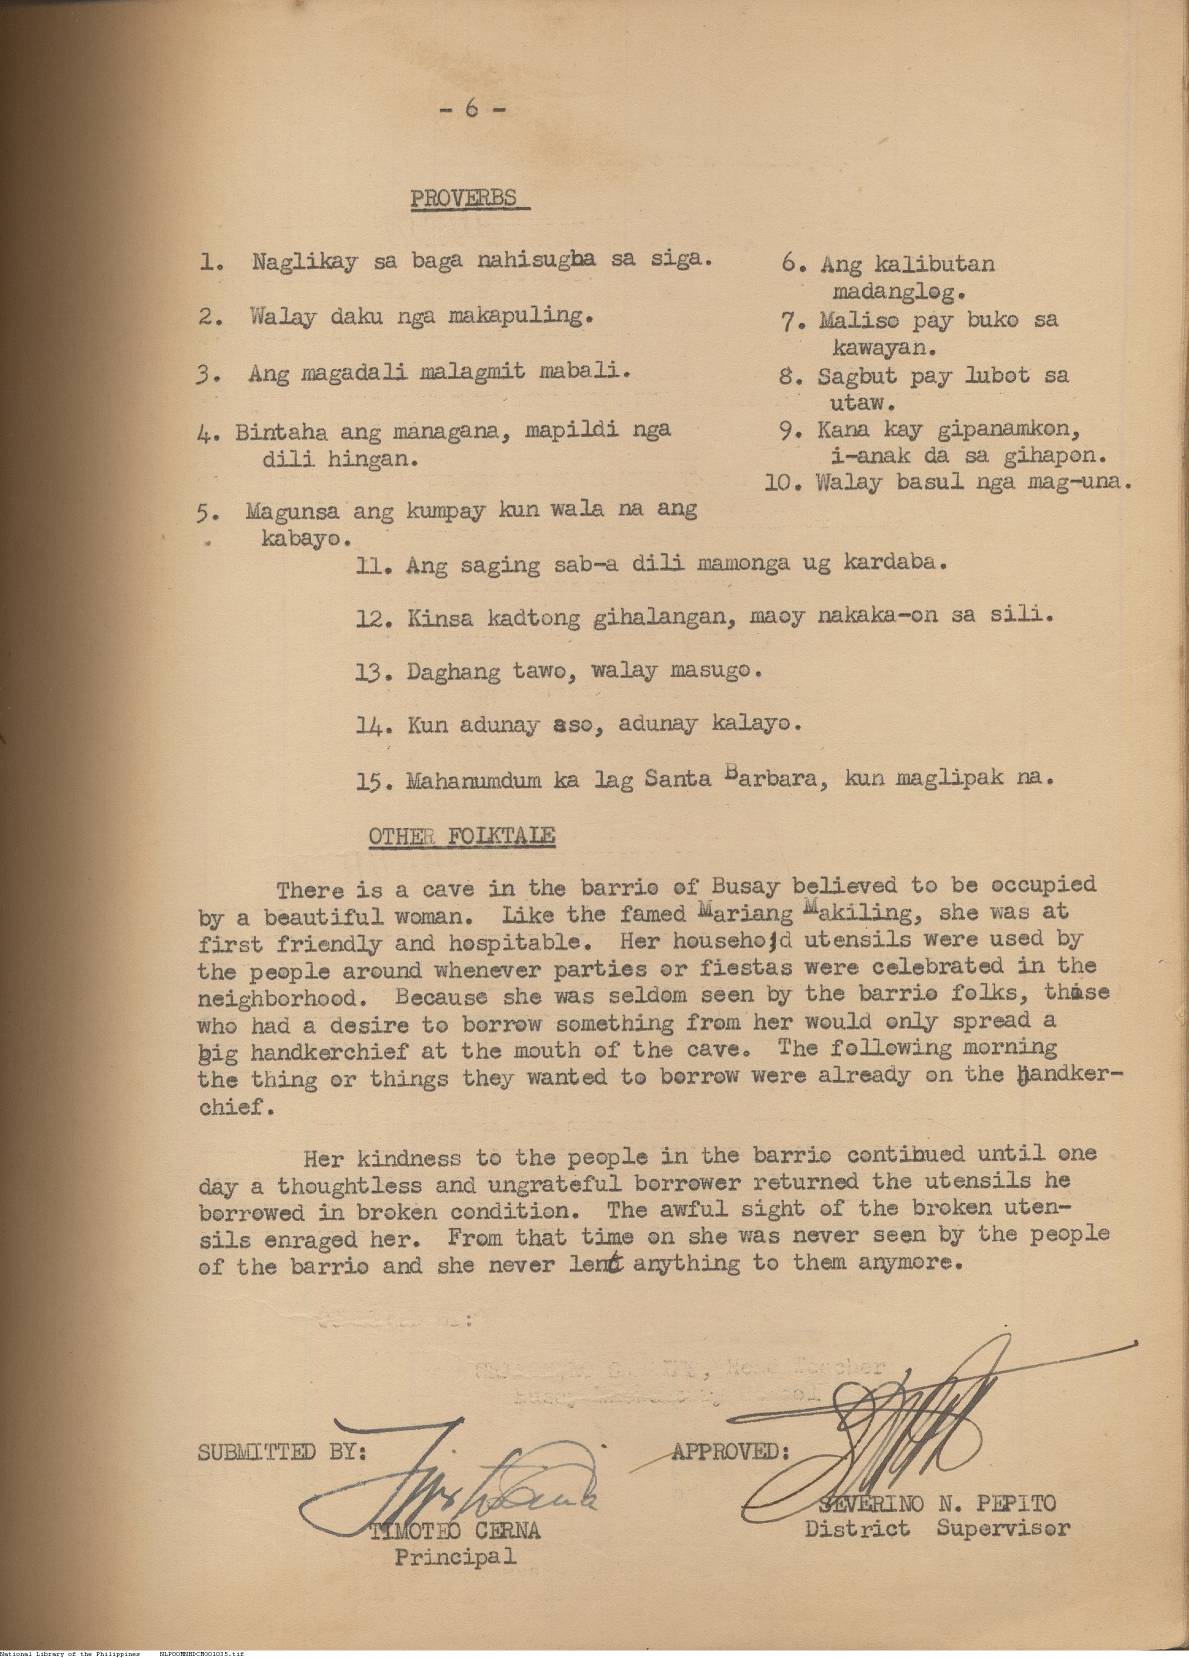 - 6 -
PROVERBS
1. Naglikay sa baga nahisugba sa siga.
2. Walay daku nga makapuling.
3. Ang magadali malagmit mabali.
4. Bintaha ang managana, mapildi nga
dili hingan.
5. Magunsa ang kumpay kun wala na ang
kabayo.
6. Ang kalibutan
madanglog.
7. Maliso pay buko sa
kawayan.
8. Sagbut pay lubot sa
utaw.
9. Kana kay gipanamkon,
i-anak da sa gihapon.
10. Walay basul nga mag-una.
11. Ang saging sab-a dili mamonga ug kardaba.
12. Kinsa kadtong gihalangan, maoy nakaka-on sa sili.
13. Daghang tawo, walay masugo.
14. Kun adunay aso, adunay kalayo.
15. Mahanumdum ka lag Santa Barbara, kun maglipak na.
OTHER FOLKTALE
There is a cave in the barrio of Busay believed to be occupied
by a beautiful woman. Like the famed Mariang Makiling, she was at
first friendly and hospitable. Her household utensils were used by
the people around whenever parties or fiestas were celebrated in the
neighborhood. Because she was seldom seen by the barrio folks, those
who had a desire to borrow something from her would only spread a
big handkerchief at the mouth of the cave. The following morning
the thing or things they wanted to borrow were already on the handker-
chief.
Her kindness to the people in the barrio continued until one
day a thoughtless and ungrateful borrower returned the utensils he
borrowed in broken condition. The awful sight of the broken uten-
sils enraged her. From that time on she was never seen by the people
of the barrio and she never lent anything to them anymore.
Head Teacher
SUBMITTED BY:
APPROVED:
TIMOTEO CERNA
Principal
SEVERINO N. PEPITO
District Supervisor
National Library of the Philippines NLPOOMNHDCM001035.tif